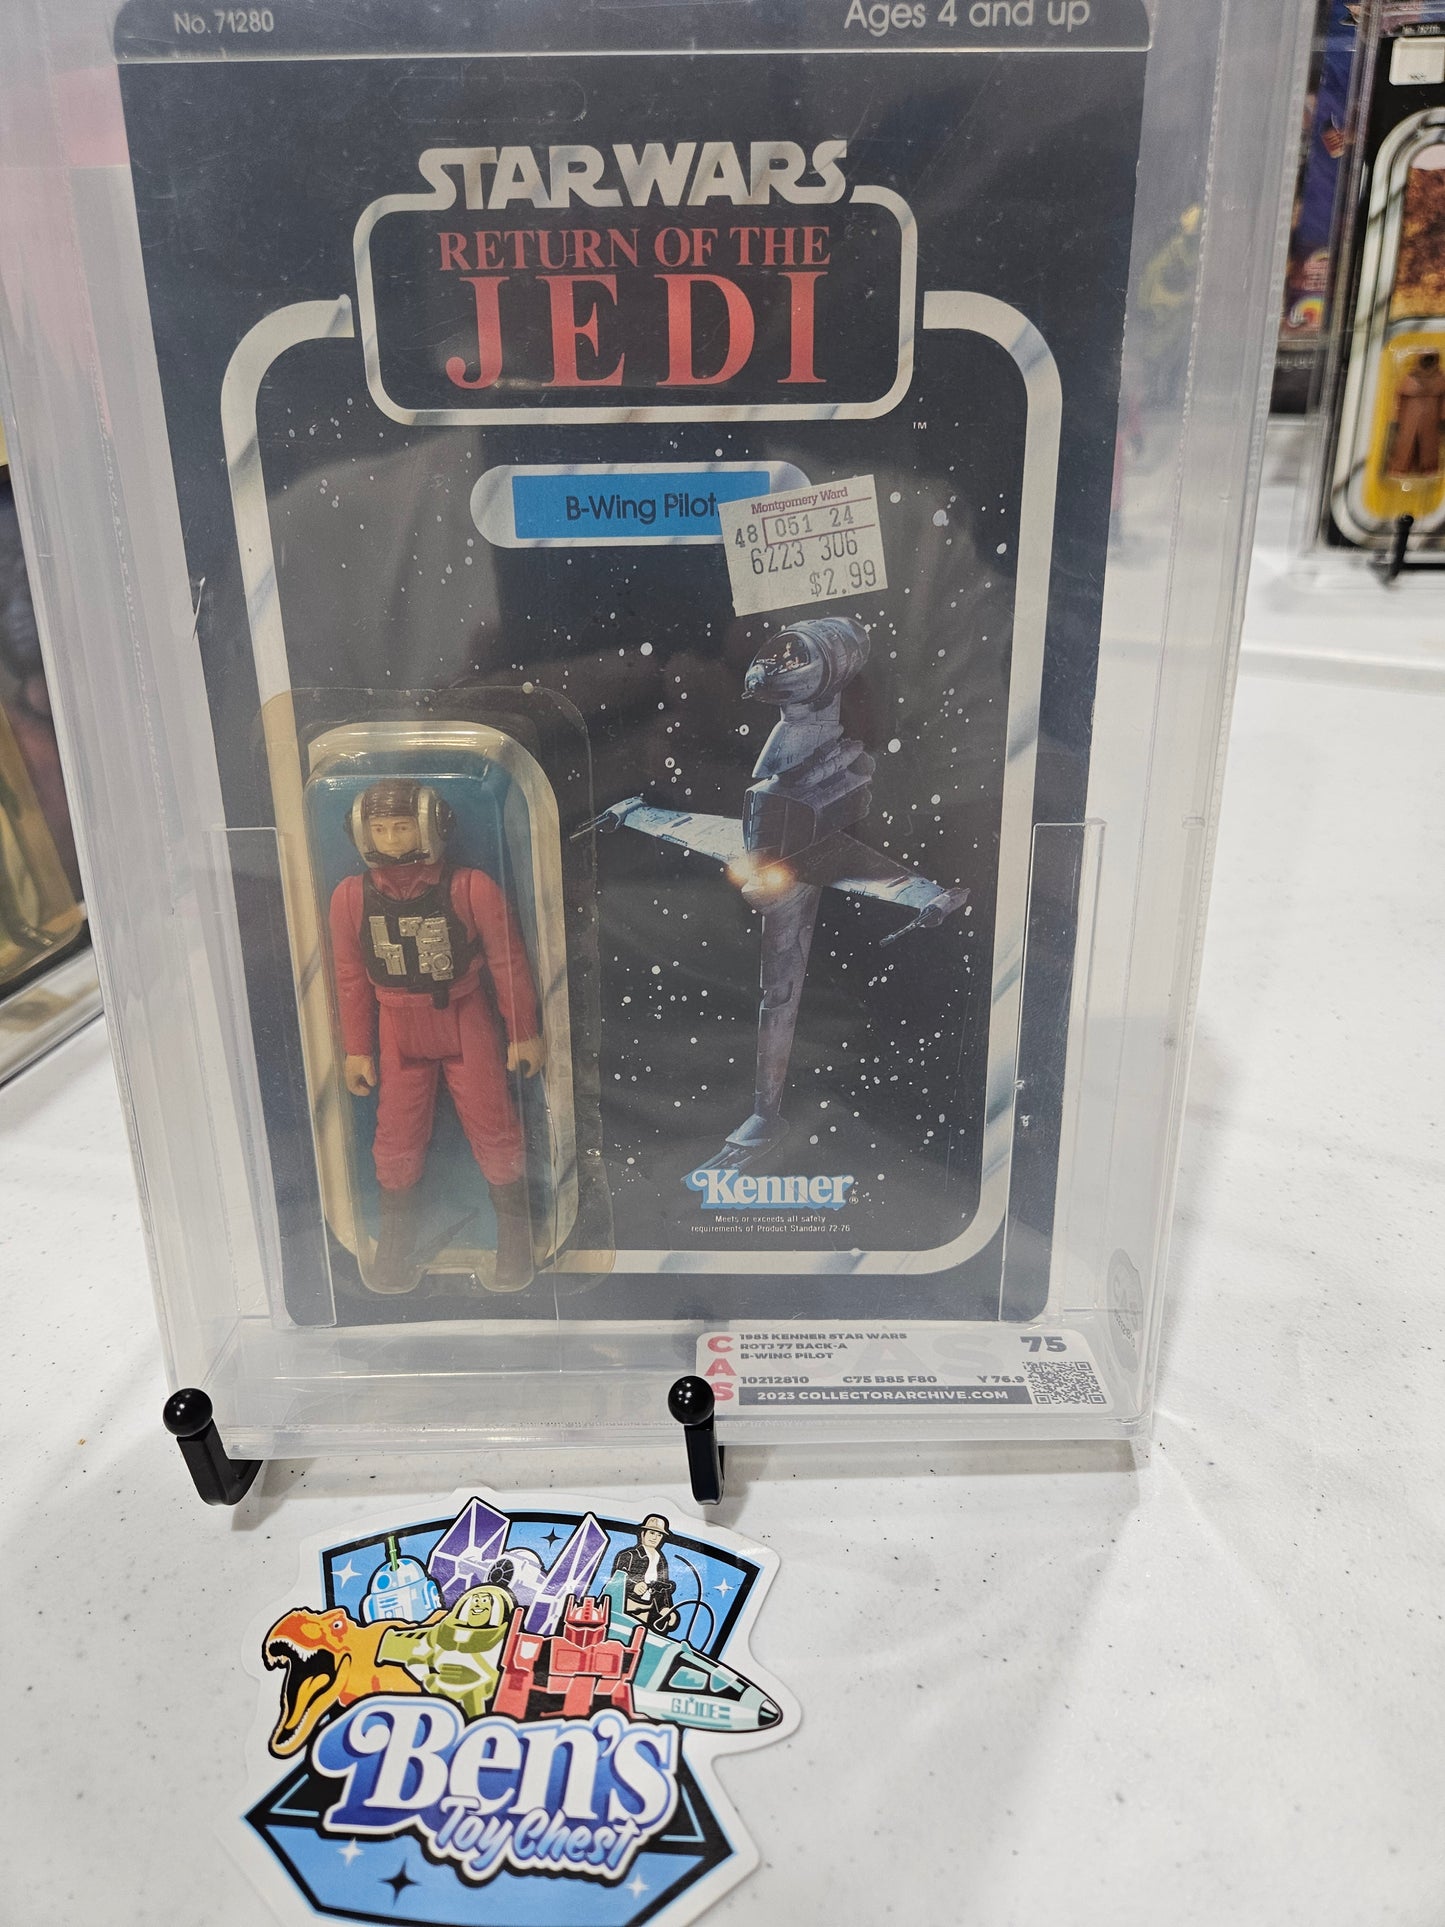 No. 71280
Ages 4 and up
STAR WARS
RETURN OF THE
JEDI
TM
B-Wing Pilot
Montgomery Ward
48 051 24
6223 3U6
$2.99
Kenner®
Meets or exceeds all safety
requirements of Product Standard 72-76
CAS
1983 KENNER STAR WARS
ROTJ 77 BACK-A
B-WING PILOT
75
10212810 C75 B85 F80 Y 76.9
2023 COLLECTORARCHIVE.COM
G.I. JOE
Ben's
Toy Chest